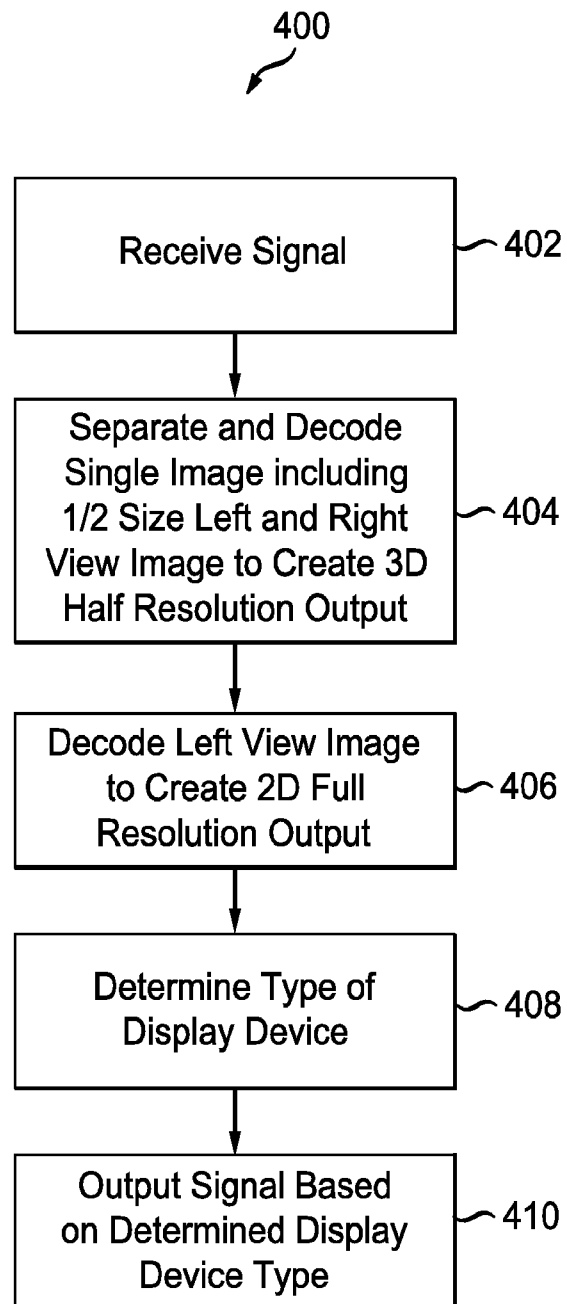 400
Receive Signal
402
Separate and Decode
Single Image including
1/2 Size Left and Right
View Image to Create 3D
Half Resolution Output
404
Decode Left View Image
to Create 2D Full
Resolution Output
406
Determine Type of
Display Device
408
Output Signal Based
on Determined Display
Device Type
410